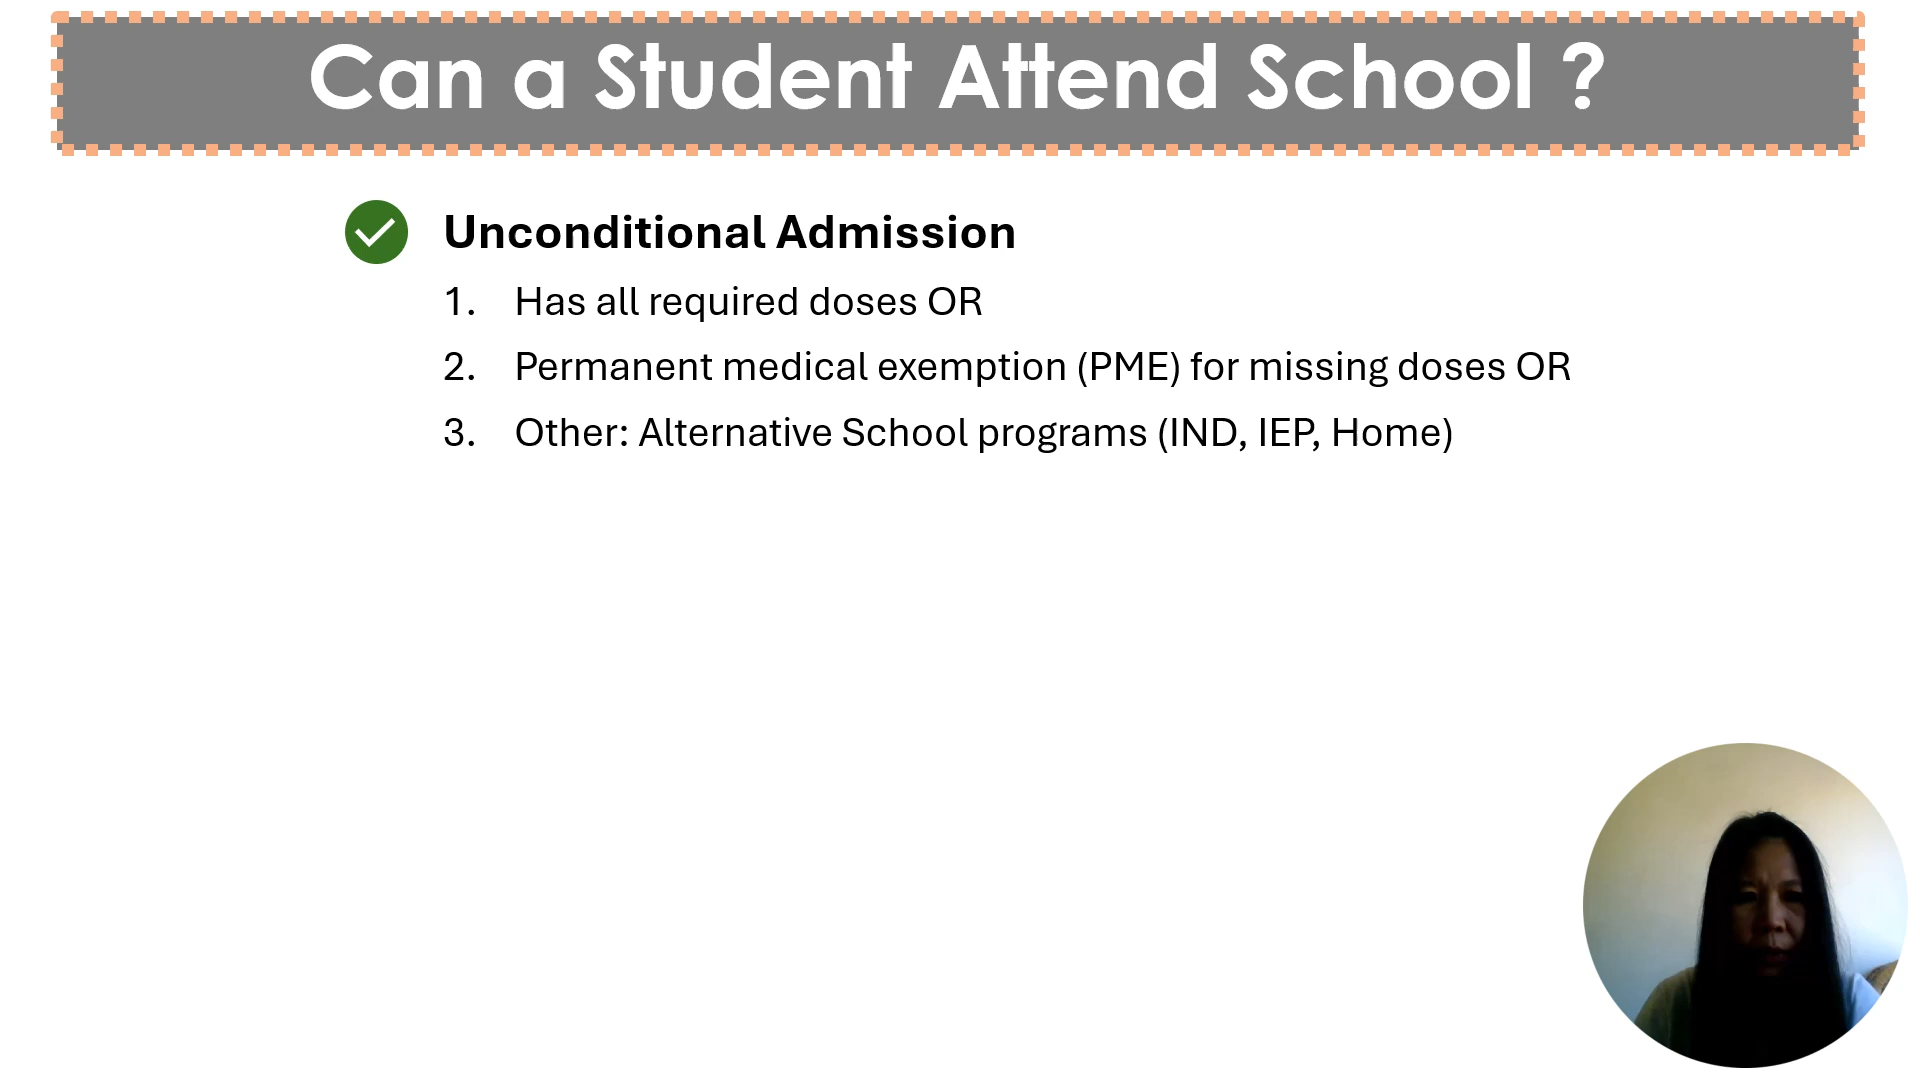 Can a Student Attend School ?
Unconditional Admission
1. Has all required doses OR
2. Permanent medical exemption (PME) for missing doses OR
3. Other: Alternative School programs (IND, IEP, Home)